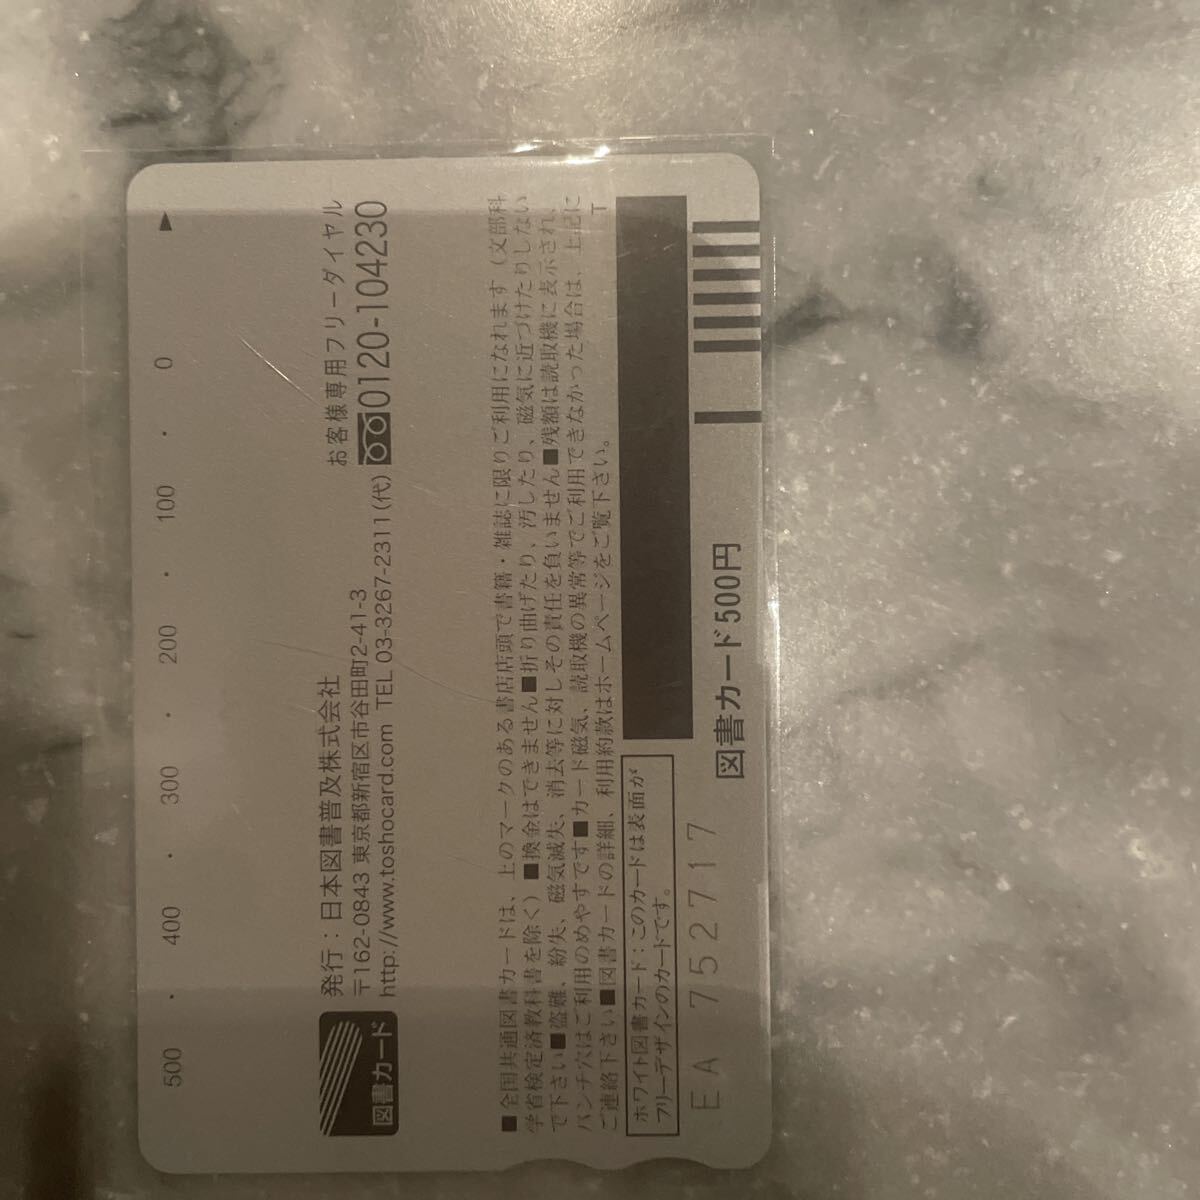 500 ・ 400 ・ 300 ・ 200 ・ 100 ・ 0 ▲
図書カード
発行：日本図書普及株式会社
〒162-0843 東京都新宿区市谷田町2-41-3
http://www.toshocard.com TEL 03-3267-2311(代)
お客様専用フリーダイヤル
0120-104230
■全国共通図書カードは、上のマークのある書店店頭で書籍・雑誌に限りご利用になれます（文部科
学省検定済教科書を除く）■換金はできません■折り曲げたり、汚したり、磁気に近づけたりしない
で下さい■盗難、紛失、磁気減失、消去等に対しその責任を負いません■残額は読取機に表示され、
パンチ穴はご利用のめやすです■カード磁気、読取機の異常等でご利用できなかった場合は、上記に
ご連絡下さい■図書カードの詳細、利用約款はホームページをご覧下さい。
T
ホワイト図書カード：このカードは表面が
フリーデザインのカードです。
EA 752717
図書カード500円